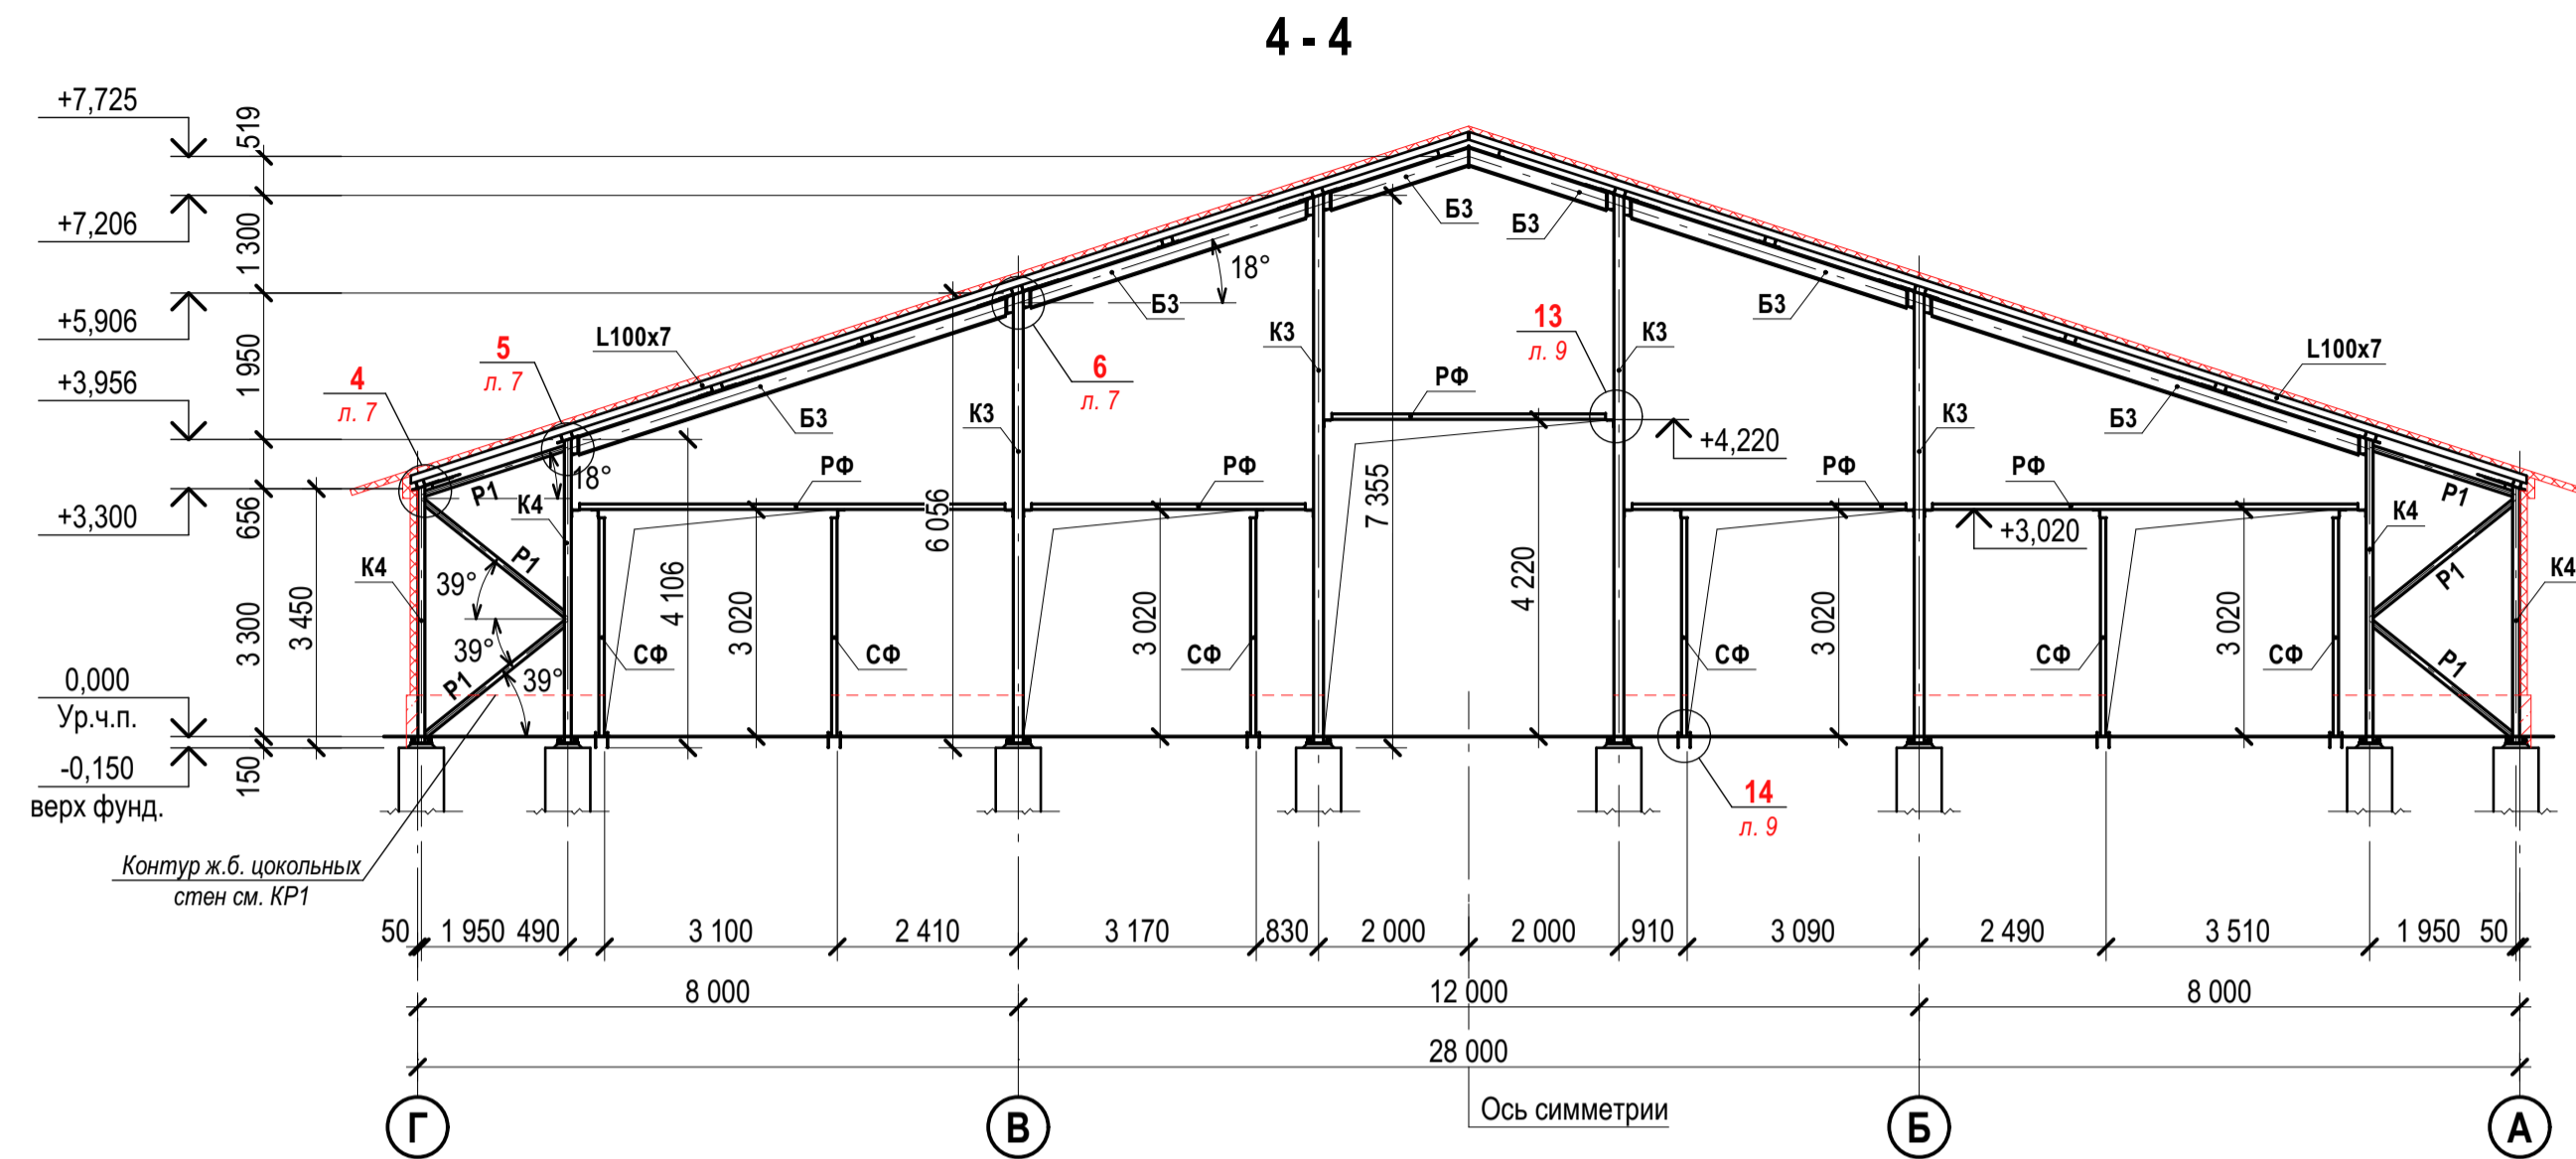 4 - 4
+7,725
519
+7,206
1 300
+5,906
1 950
+3,956
656
+3,300
3 300
3 450
0,000
Ур.ч.п.
-0,150
верх фунд.
150
4
л. 7
5
л. 7
L100x7
6
л. 7
Б3
Б3
Б3
Б3
18°
18°
К3
К3
13
л. 9
Б3
Б3
L100x7
К3
К3
РФ
+4,220
РФ
РФ
РФ
РФ
+3,020
Р1
К4
Р1
39°
39°
39°
Р1
К4
СФ
СФ
СФ
СФ
СФ
СФ
4 106
3 020
6 056
3 020
7 355
4 220
3 020
3 020
Р1
К4
Р1
Р1
К4
14
л. 9
Контур ж.б. цокольных
стен см. КР1
50 1 950 490 3 100 2 410 3 170 830 2 000 2 000 910 3 090 2 490 3 510 1 950 50
8 000 12 000 8 000
28 000
Ось симметрии
Г В Б А